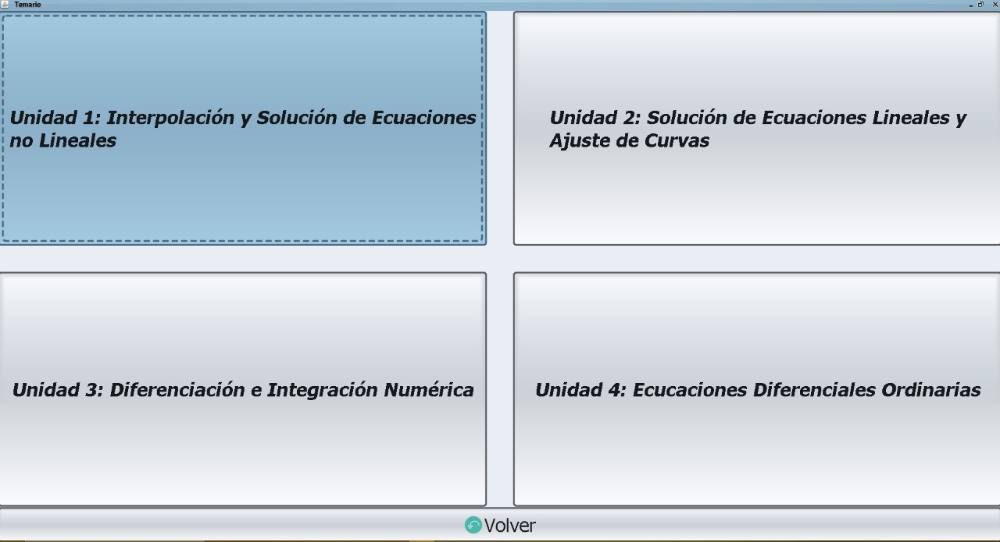 Temario
Unidad 1: Interpolación y Solución de Ecuaciones
no Lineales
Unidad 2: Solución de Ecuaciones Lineales y
Ajuste de Curvas
Unidad 3: Diferenciación e Integración Numérica
Unidad 4: Ecucaciones Diferenciales Ordinarias
Volver